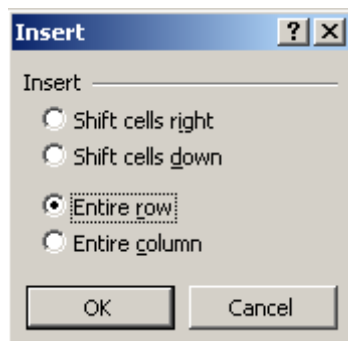 Insert
Insert
Shift cells right
Shift cells down
Entire row
Entire column
OK Cancel